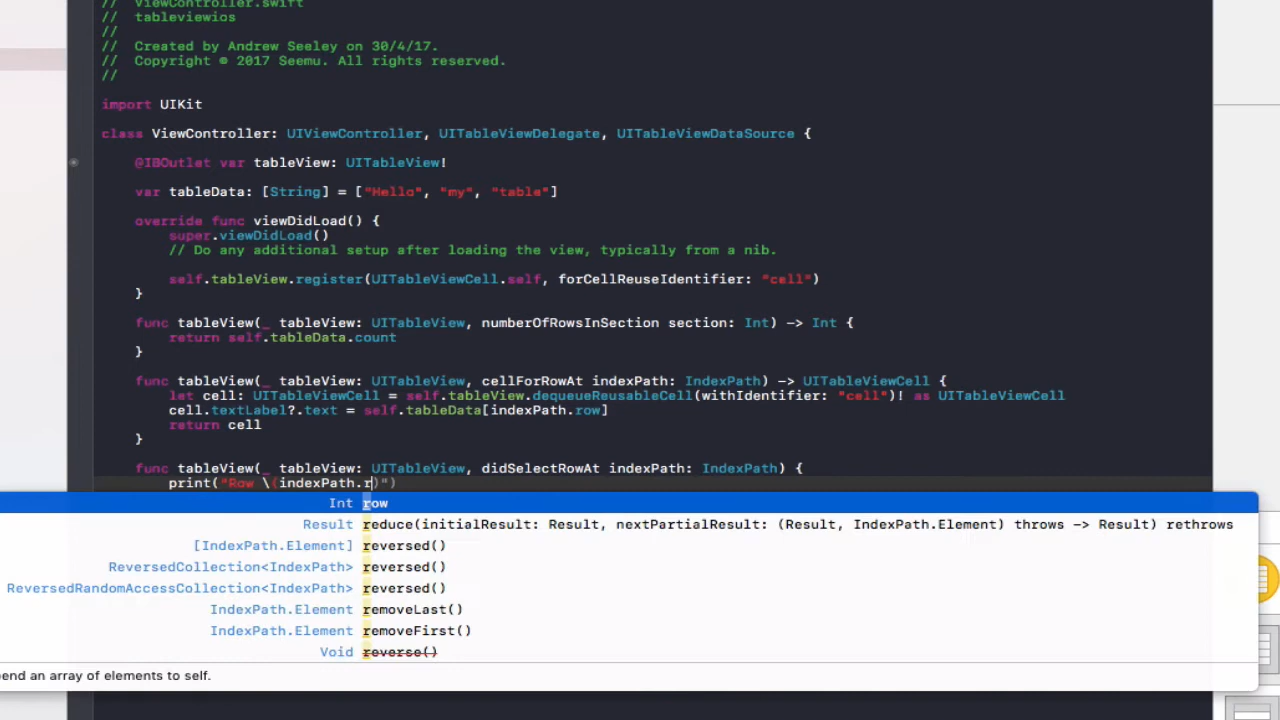 //  ViewController.swift
//  tableviewios
//
//  Created by Andrew Seeley on 30/4/17.
//  Copyright © 2017 Seemu. All rights reserved.
//
import UIKit
class ViewController: UIViewController, UITableViewDelegate, UITableViewDataSource {
@IBOutlet var tableView: UITableView!
var tableData: [String] = ["Hello", "my", "table"]
override func viewDidLoad() {
super.viewDidLoad()
// Do any additional setup after loading the view, typically from a nib.
self.tableView.register(UITableViewCell.self, forCellReuseIdentifier: "cell")
}
func tableView(_ tableView: UITableView, numberOfRowsInSection section: Int) -> Int {
return self.tableData.count
}
func tableView(_ tableView: UITableView, cellForRowAt indexPath: IndexPath) -> UITableViewCell {
let cell: UITableViewCell = self.tableView.dequeueReusableCell(withIdentifier: "cell")! as UITableViewCell
cell.textLabel?.text = self.tableData[indexPath.row]
return cell
}
func tableView(_ tableView: UITableView, didSelectRowAt indexPath: IndexPath) {
print("Row \(indexPath.r)")
Int row
Result reduce(initialResult: Result, nextPartialResult: (Result, IndexPath.Element) throws -> Result) rethrows
[IndexPath.Element] reversed()
ReversedCollection<IndexPath> reversed()
ReversedRandomAccessCollection<IndexPath> reversed()
IndexPath.Element removeLast()
IndexPath.Element removeFirst()
Void reverse()
end an array of elements to self.